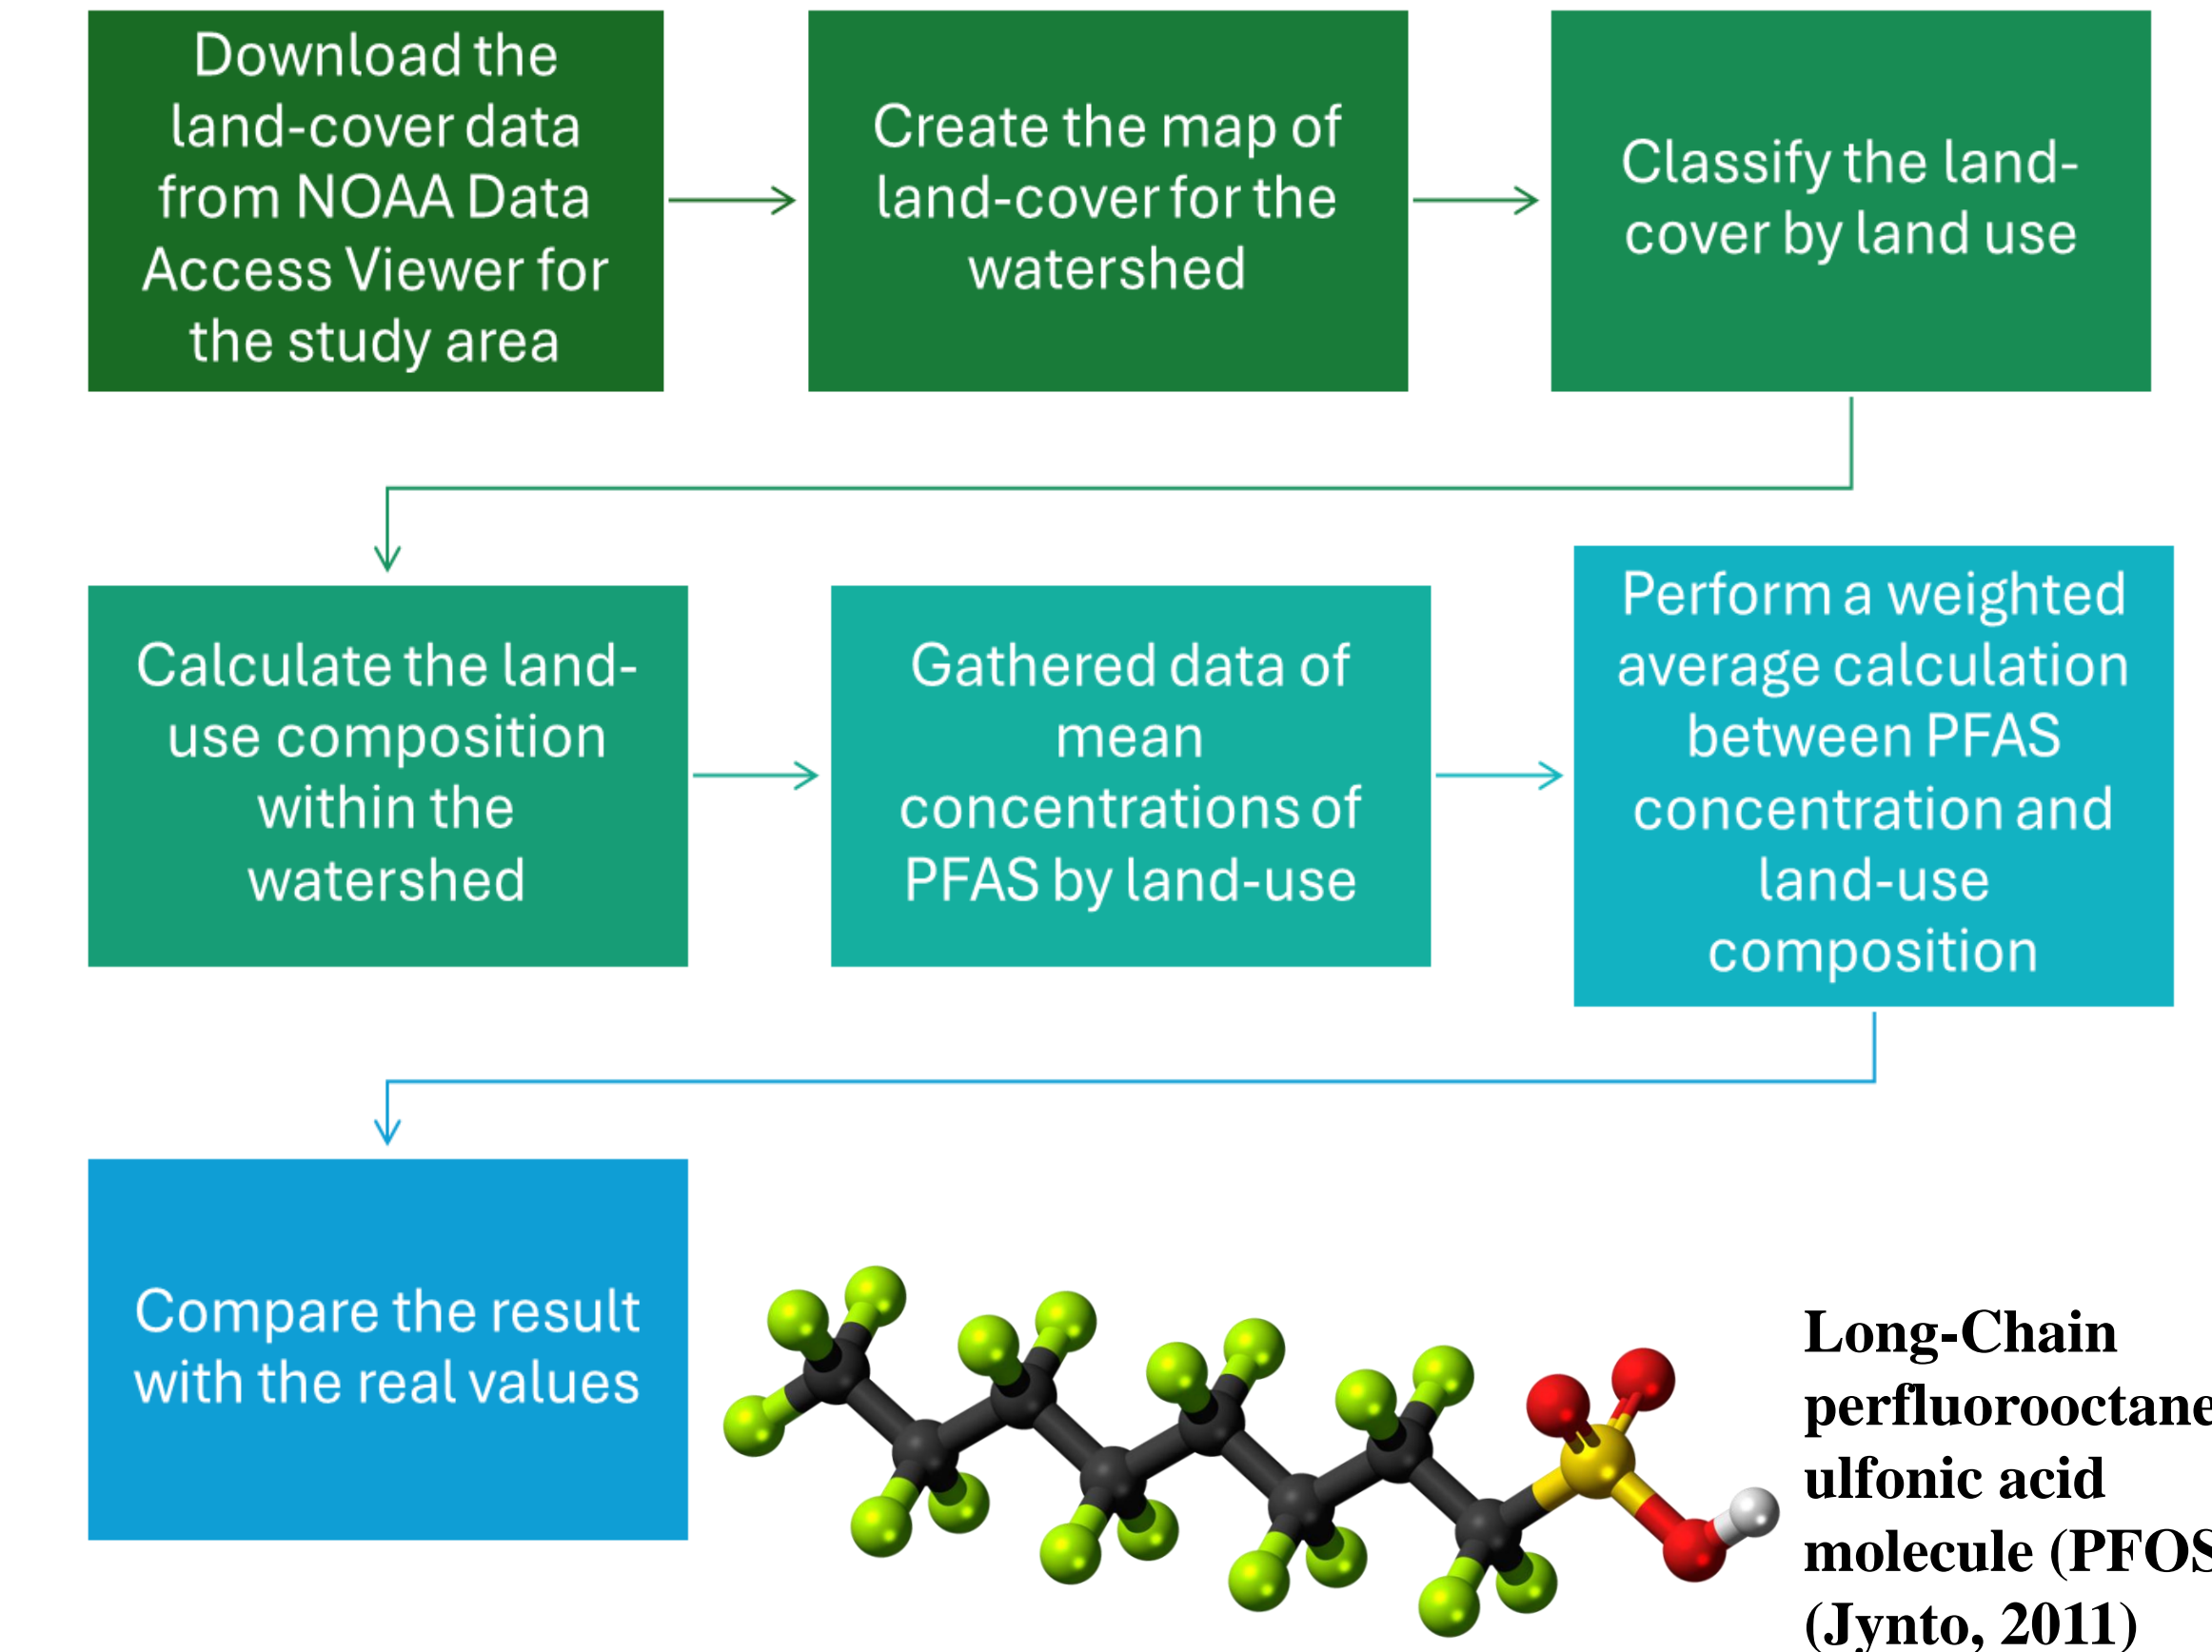 Download the
land-cover data
from NOAA Data
Access Viewer for
the study area
Create the map of
land-cover for the
watershed
Classify the land-
cover by land use
Calculate the land-
use composition
within the
watershed
Gathered data of
mean
concentrations of
PFAS by land-use
Perform a weighted
average calculation
between PFAS
concentration and
land-use
composition
Compare the result
with the real values
Long-Chain
perfluorooctane
ulfonic acid
molecule (PFOS
(Jynto, 2011)